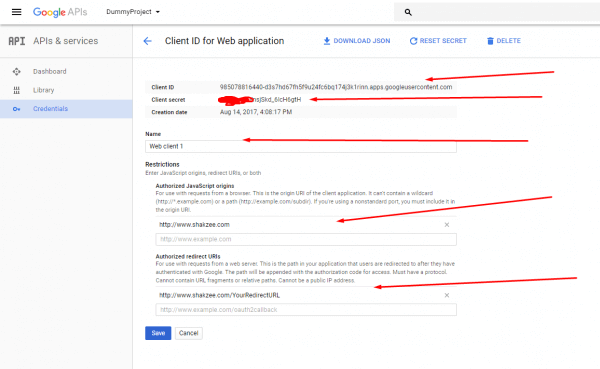 Google APIs DummyProject
API APIs & services Client ID for Web application DOWNLOAD JSON RESET SECRET DELETE
Dashboard
Library
Credentials
Client ID 985078816440-d3s7hd67fh5f9u24fc6bq174j3k1rinn.apps.googleusercontent.com
Client secret
Creation date Aug 14, 2017, 4:08:17 PM
Name
Web client 1
Restrictions
Enter JavaScript origins, redirect URIs, or both
Authorized JavaScript origins
For use with requests from a browser. This is the origin URI of the client application. It can't contain a wildcard
(http://*.example.com) or a path (http://example.com/subdir). If you're using a nonstandard port, you must include it
in the origin URI.
http://www.shakzee.com
http://www.example.com
Authorized redirect URIs
For use with requests from a web server. This is the path in your application that users are redirected to after they have
authenticated with Google. The path will be appended with the authorization code for access. Must have a protocol.
Cannot contain URL fragments or relative paths. Cannot be a public IP address.
http://www.shakzee.com/YourRedirectURL
http://www.example.com/oauth2callback
Save Cancel